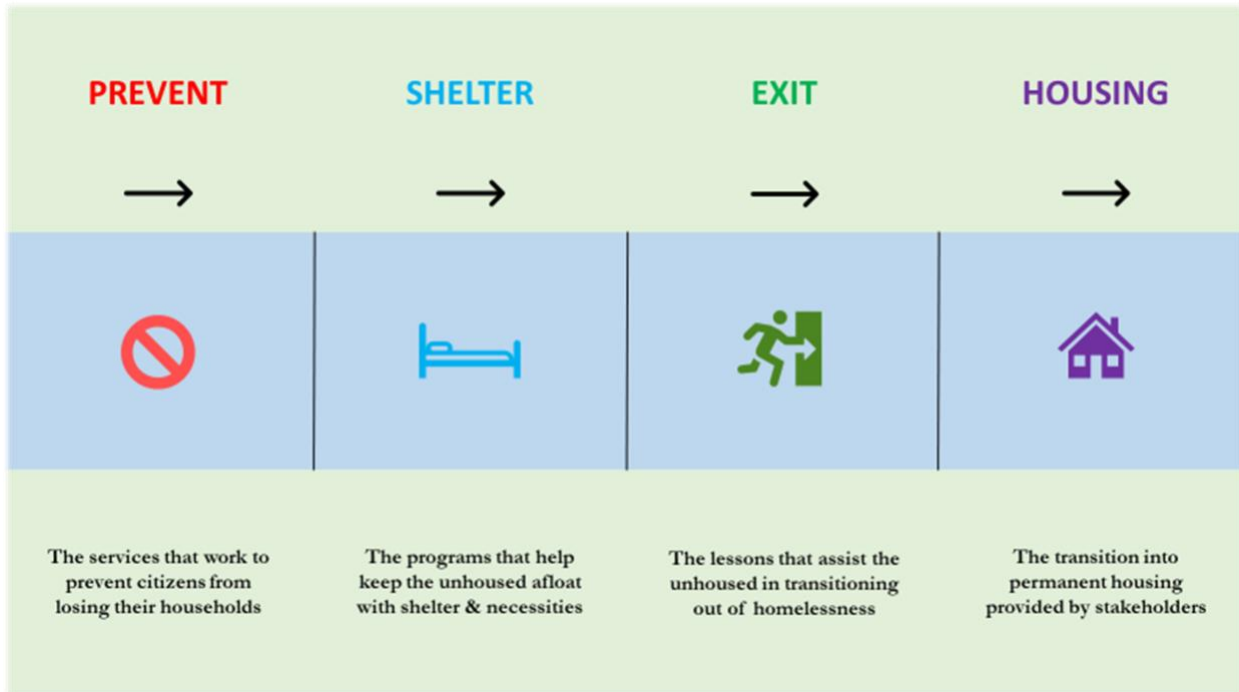 PREVENT
SHELTER
EXIT
HOUSING
The services that work to
prevent citizens from
losing their households
The programs that help
keep the unhoused afloat
with shelter & necessities
The lessons that assist the
unhoused in transitioning
out of homelessness
The transition into
permanent housing
provided by stakeholders